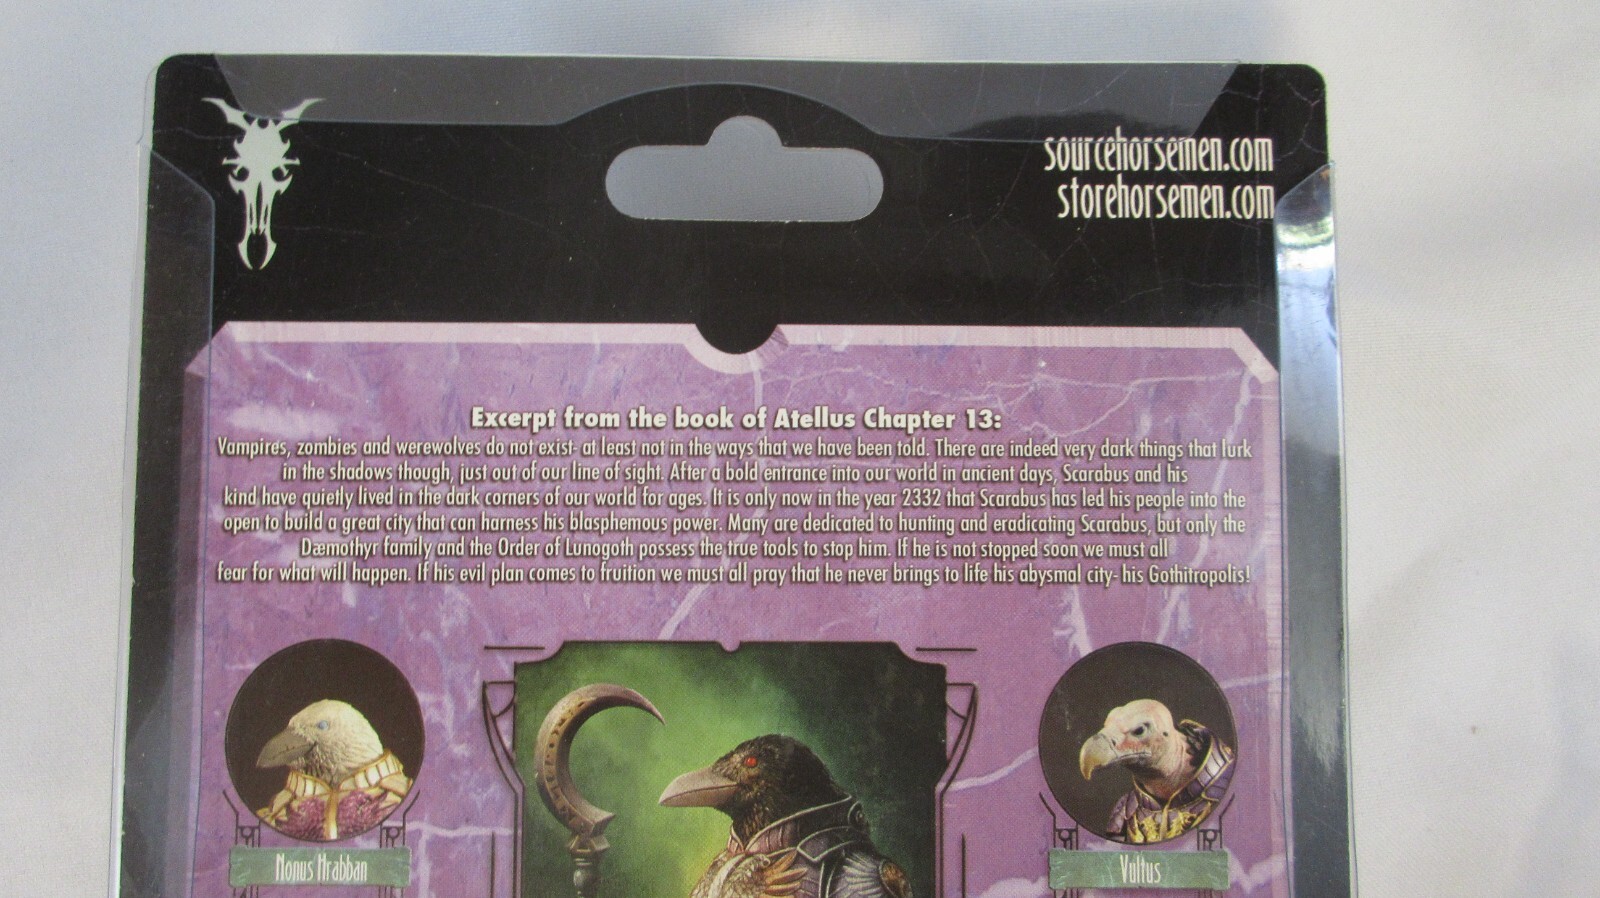 sourcehorsemen.com
storehorsemen.com
Excerpt from the book of Atellus Chapter 13:
Vampires, zombies and werewolves do not exist- at least not in the ways that we have been told. There are indeed very dark things that lurk
in the shadows though, just out of our line of sight. After a bold entrance into our world in ancient days, Scarabus and his
kind have quietly lived in the dark corners of our world for ages. It is only now in the year 2332 that Scarabus has led his people into the
open to build a great city that can harness his blasphemous power. Many are dedicated to hunting and eradicating Scarabus, but only the
Dæmothyr family and the Order of Lunogoth possess the true tools to stop him. If he is not stopped soon we must all
fear for what will happen. If his evil plan comes to fruition we must all pray that he never brings to life his abysmal city- his Gothitropolis!
Nonus Hrabban
Vultus